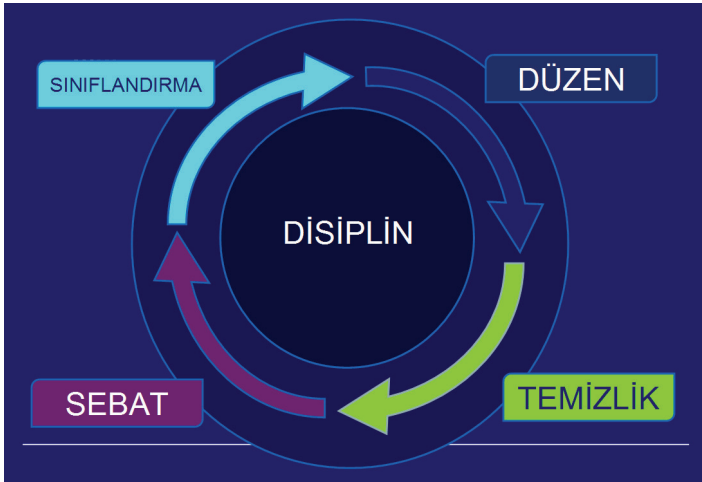 SINIFLANDIRMA
DÜZEN
DİSİPLİN
SEBAT
TEMİZLİK